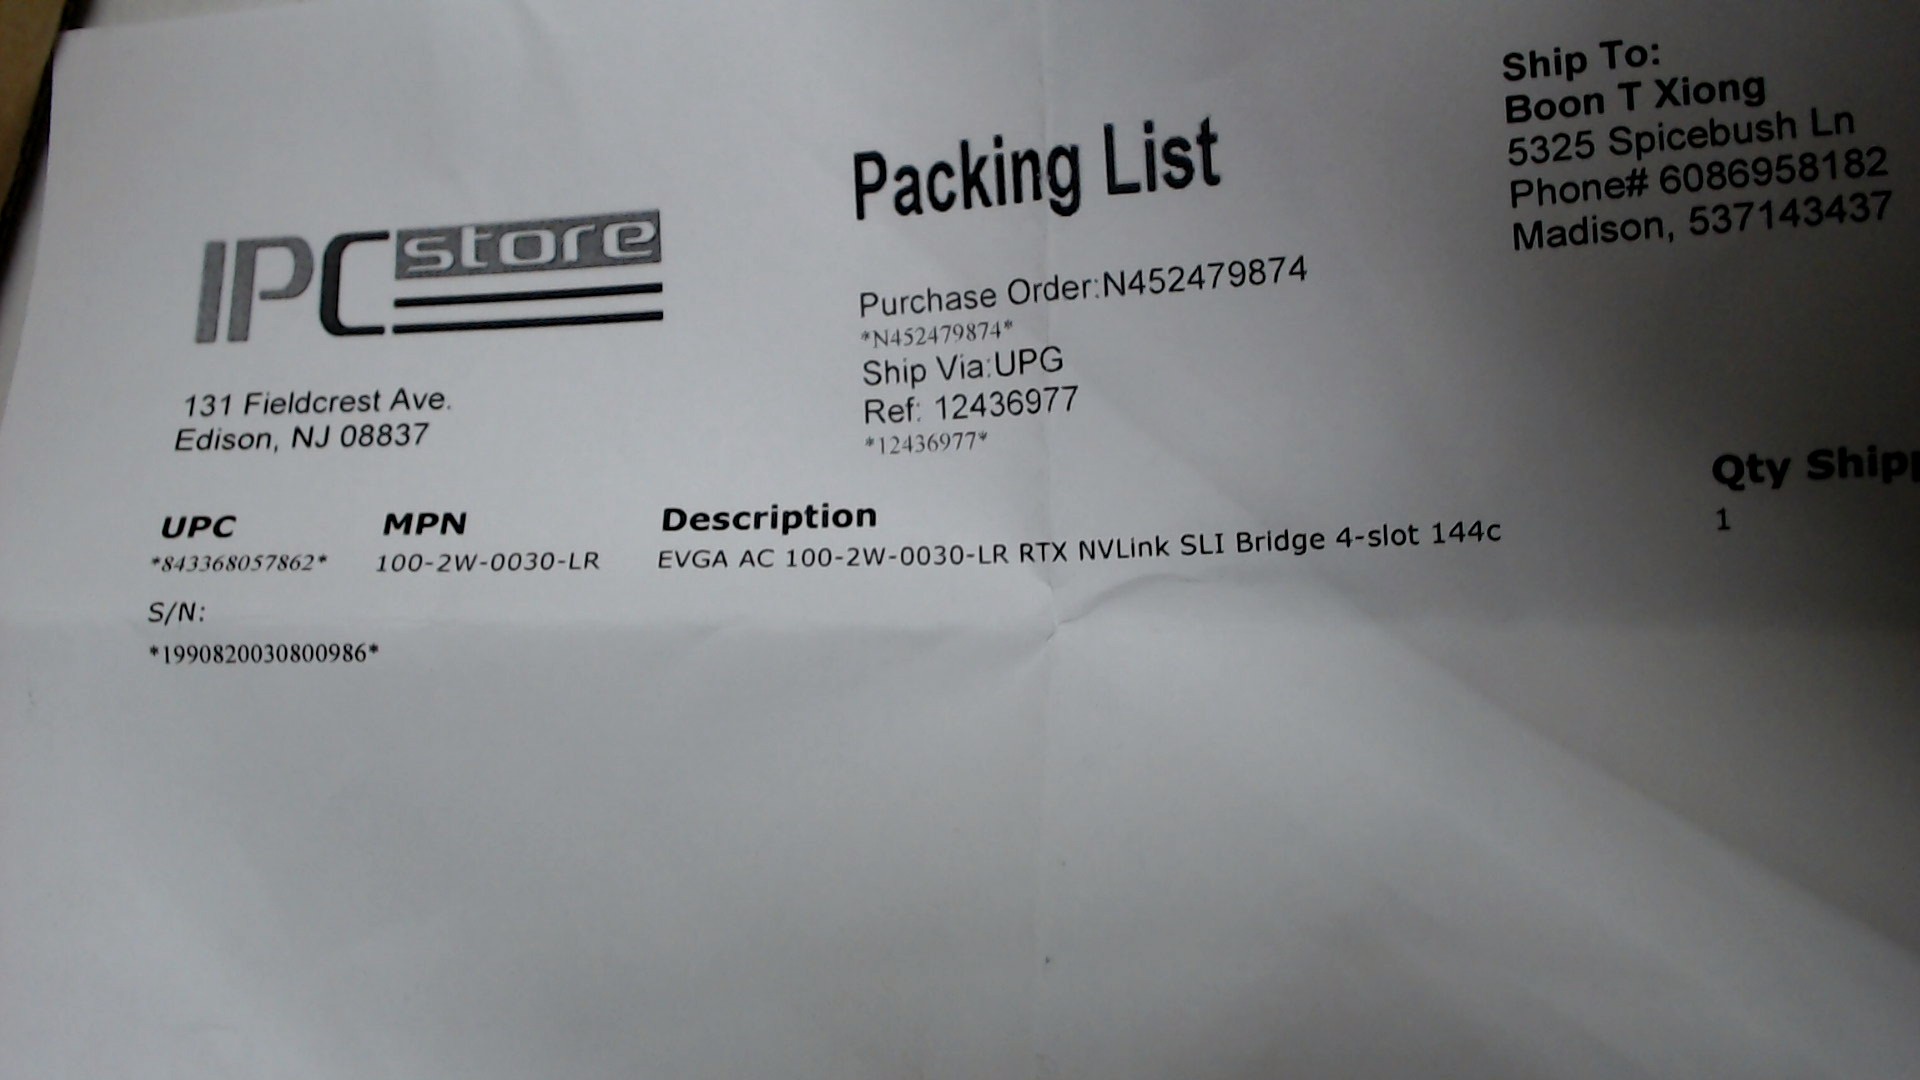 IPC store
131 Fieldcrest Ave.
Edison, NJ 08837
Packing List
Purchase Order:N452479874
*N452479874*
Ship Via:UPG
Ref: 12436977
*12436977*
Ship To:
Boon T Xiong
5325 Spicebush Ln
Phone# 6086958182
Madison, 537143437
UPC MPN Description Qty Shipp
*843368057862* 100-2W-0030-LR EVGA AC 100-2W-0030-LR RTX NVLink SLI Bridge 4-slot 144c 1
S/N:
*1990820030800986*